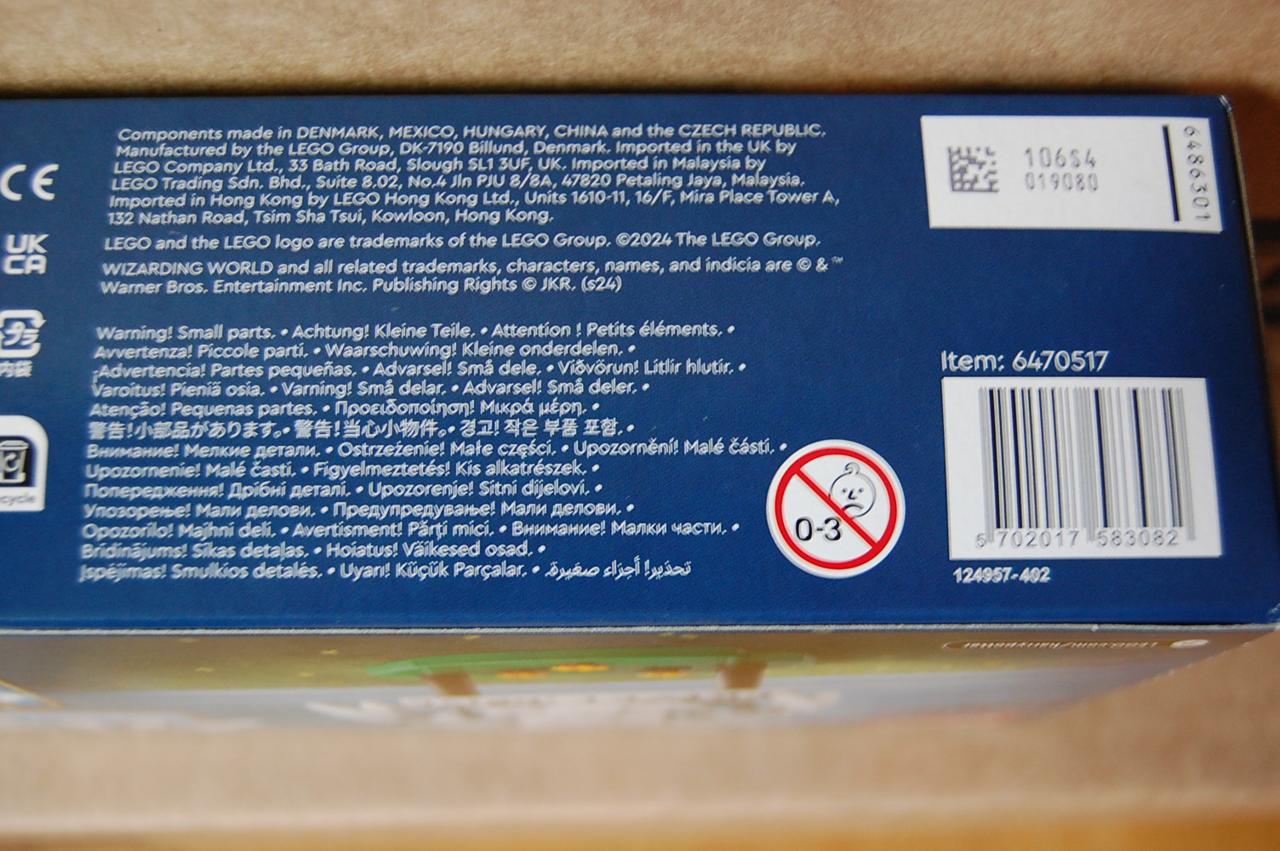 Components made in DENMARK, MEXICO, HUNGARY, CHINA and the CZECH REPUBLIC.
Manufactured by the LEGO Group, DK-7190 Billund, Denmark. Imported in the UK by
LEGO Company Ltd., 33 Bath Road, Slough SL1 3UF, UK. Imported in Malaysia by
LEGO Trading Sdn. Bhd., Suite 8.02, No.4 Jln PJU 8/8A, 47820 Petaling Jaya, Malaysia.
Imported in Hong Kong by LEGO Hong Kong Ltd., Units 1610-11, 16/F, Mira Place Tower A,
132 Nathan Road, Tsim Sha Tsui, Kowloon, Hong Kong.
LEGO and the LEGO logo are trademarks of the LEGO Group. ©2024 The LEGO Group.
WIZARDING WORLD and all related trademarks, characters, names, and indicia are © & ™
Warner Bros. Entertainment Inc. Publishing Rights © JKR. (s24)
Warning! Small parts. • Achtung! Kleine Teile. • Attention ! Petits éléments. •
Avvertenza! Piccole parti. • Waarschuwing! Kleine onderdelen. •
¡Advertencia! Partes pequeñas. • Advarsel! Små dele. • Viðvörun! Litlir hlutir. •
Varoitus! Pieniä osia. • Varning! Små delar. • Advarsel! Små deler. •
Atenção! Pequenas partes. • Προειδοποίηση! Μικρά μέρη. •
警告!小部品があります。• 警告!当心小物件。• 경고! 작은 부품 포함. •
Внимание! Мелкие детали. • Ostrzeżenie! Małe części. • Upozornění! Malé části. •
Upozornenie! Malé časti. • Figyelmeztetés! Kis alkatrészek. •
Попередження! Дрібні деталі. • Upozorenje! Sitni dijelovi. •
Упозорење! Мали делови. • Предупредување! Мали делови. •
Opozorilo! Majhni deli. • Avertisment! Părți mici. • Внимание! Малки части. •
Brīdinājums! Sīkas detaļas. • Hoiatus! Väikesed osad. •
Įspėjimas! Smulkios detalės. • Uyarı! Küçük Parçalar. • تحذير! أجزاء صغيرة.
CE
UK
CA
内袋
0-3
106S4
019080
6486301
Item: 6470517
5 702017 583082
124957-402